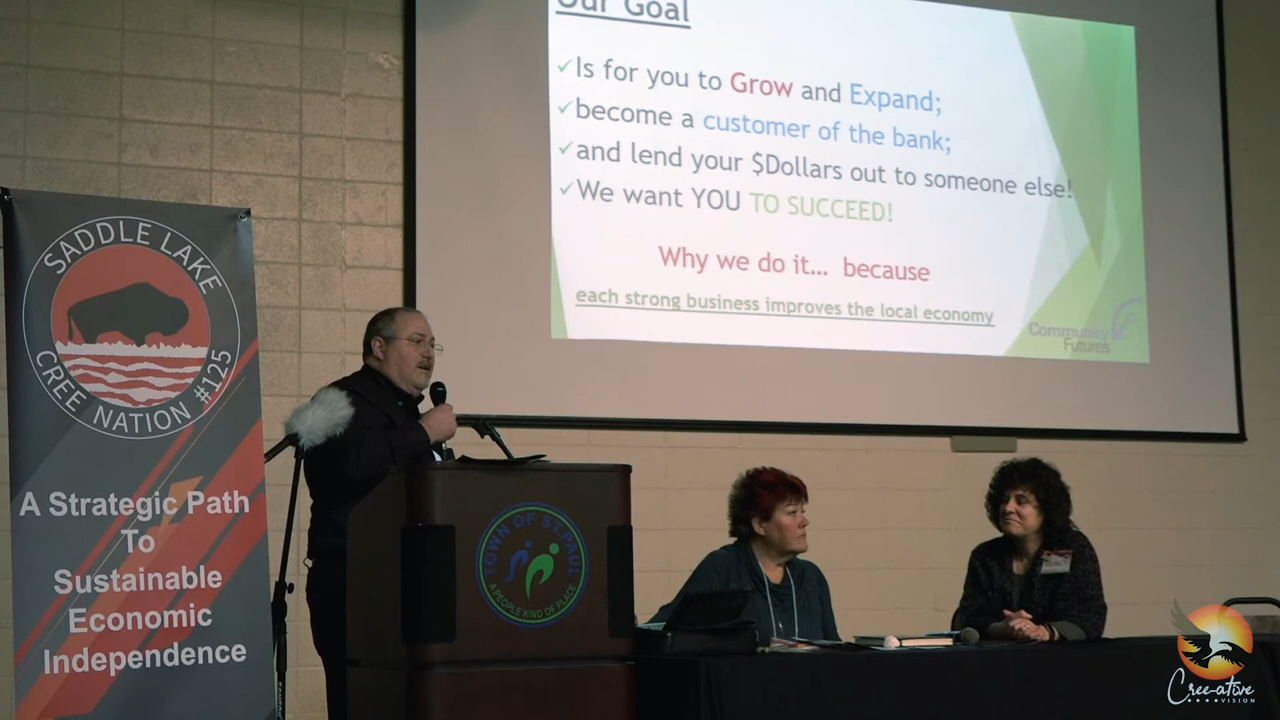 Our Goal
✓Is for you to Grow and Expand;
✓become a customer of the bank;
✓and lend your $Dollars out to someone else!
✓We want YOU TO SUCCEED!
Why we do it... because
each strong business improves the local economy
Community
Futures
SADDLE LAKE
CREE NATION #125
A Strategic Path
To
Sustainable
Economic
Independence
TOWN OF ST. PAUL
A PEOPLE KIND OF PLACE
Cree-ative
VISION